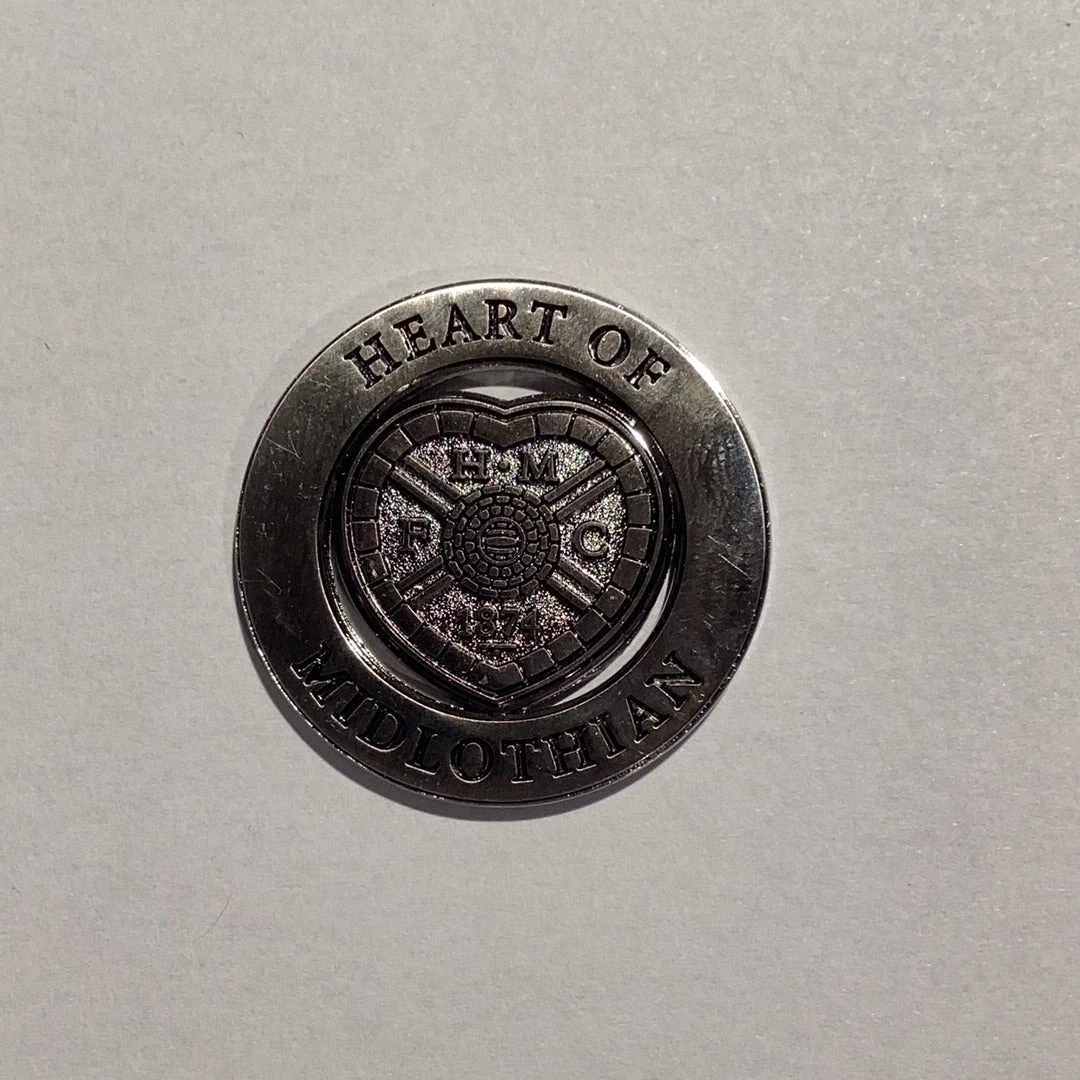 HEART OF
H·M
F C
1874
MIDLOTHIAN